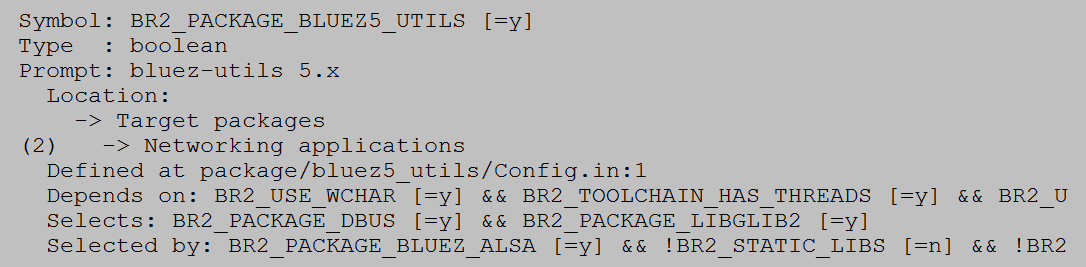 Symbol: BR2_PACKAGE_BLUEZ5_UTILS [=y]
Type  : boolean
Prompt: bluez-utils 5.x
  Location:
    -> Target packages
(2)   -> Networking applications
  Defined at package/bluez5_utils/Config.in:1
  Depends on: BR2_USE_WCHAR [=y] && BR2_TOOLCHAIN_HAS_THREADS [=y] && BR2_U
  Selects: BR2_PACKAGE_DBUS [=y] && BR2_PACKAGE_LIBGLIB2 [=y]
  Selected by: BR2_PACKAGE_BLUEZ_ALSA [=y] && !BR2_STATIC_LIBS [=n] && !BR2